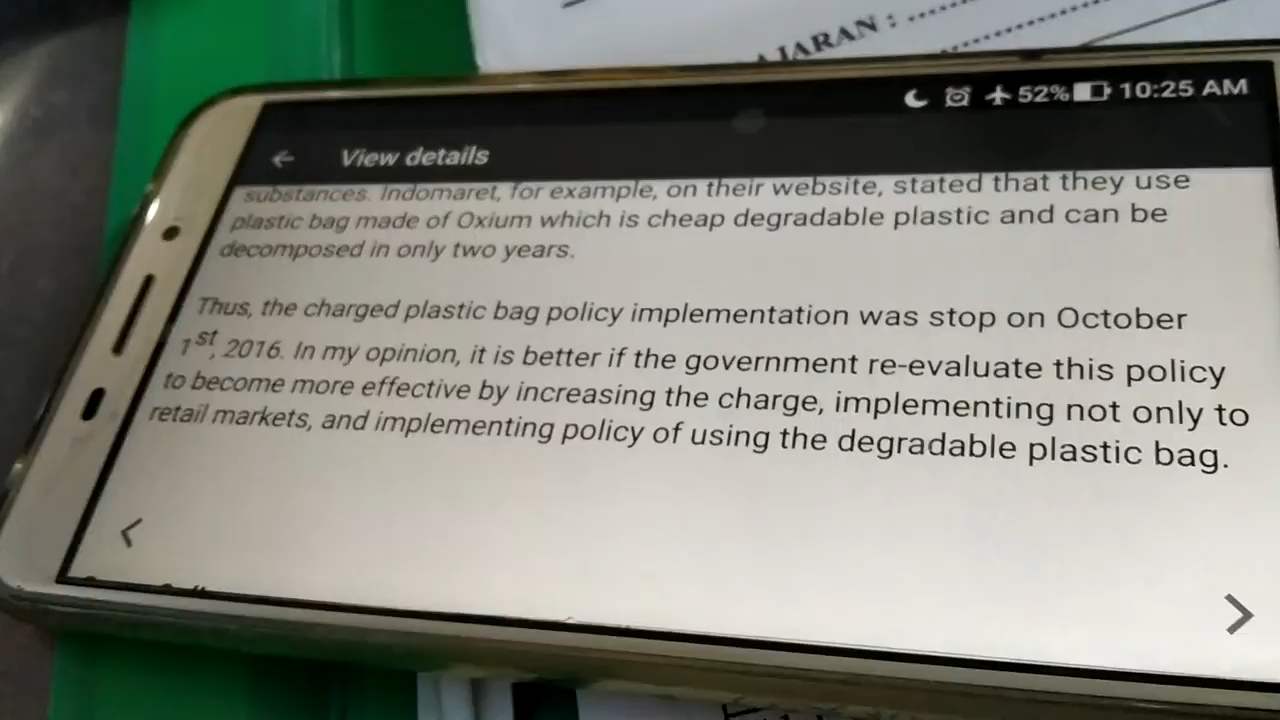 AJARAN :
52% 10:25 AM
View details
substances. Indomaret, for example, on their website, stated that they use
plastic bag made of Oxium which is cheap degradable plastic and can be
decomposed in only two years.
Thus, the charged plastic bag policy implementation was stop on October
1st, 2016. In my opinion, it is better if the government re-evaluate this policy
to become more effective by increasing the charge, implementing not only to
retail markets, and implementing policy of using the degradable plastic bag.